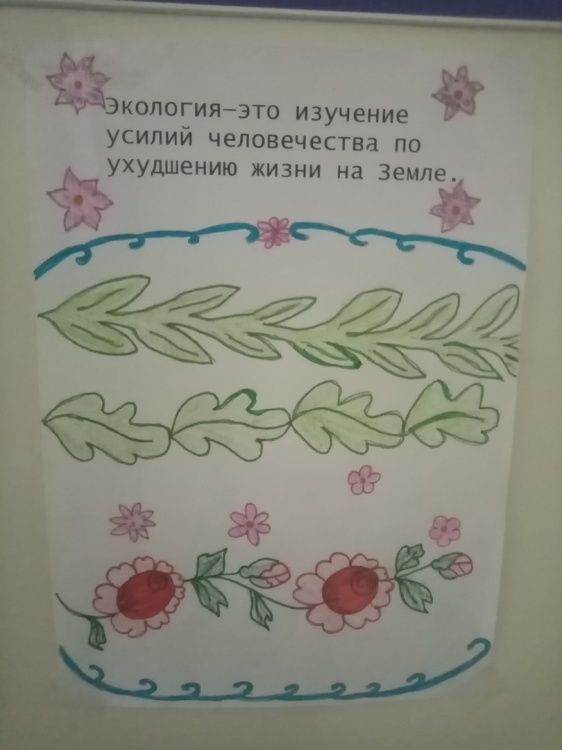 Экология–это изучение
усилий человечества по
ухудшению жизни на Земле.